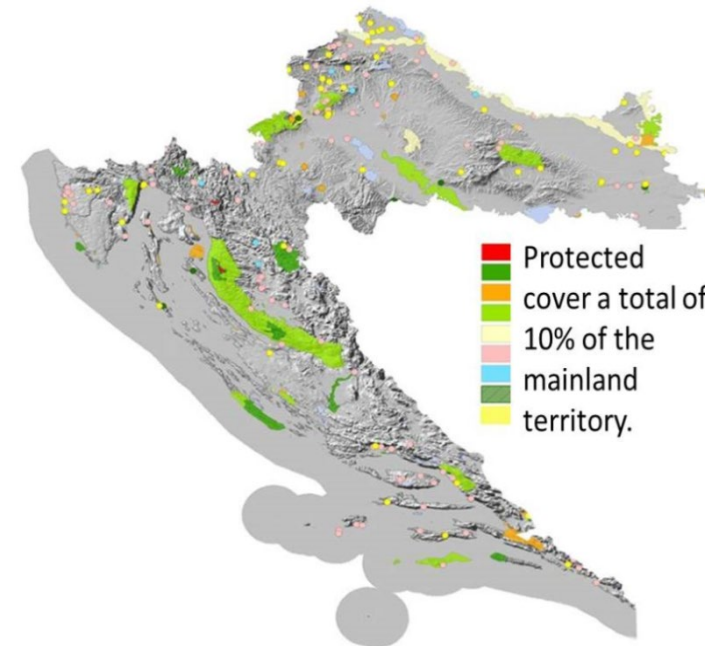 Protected
cover a total of
10% of the
mainland
territory.